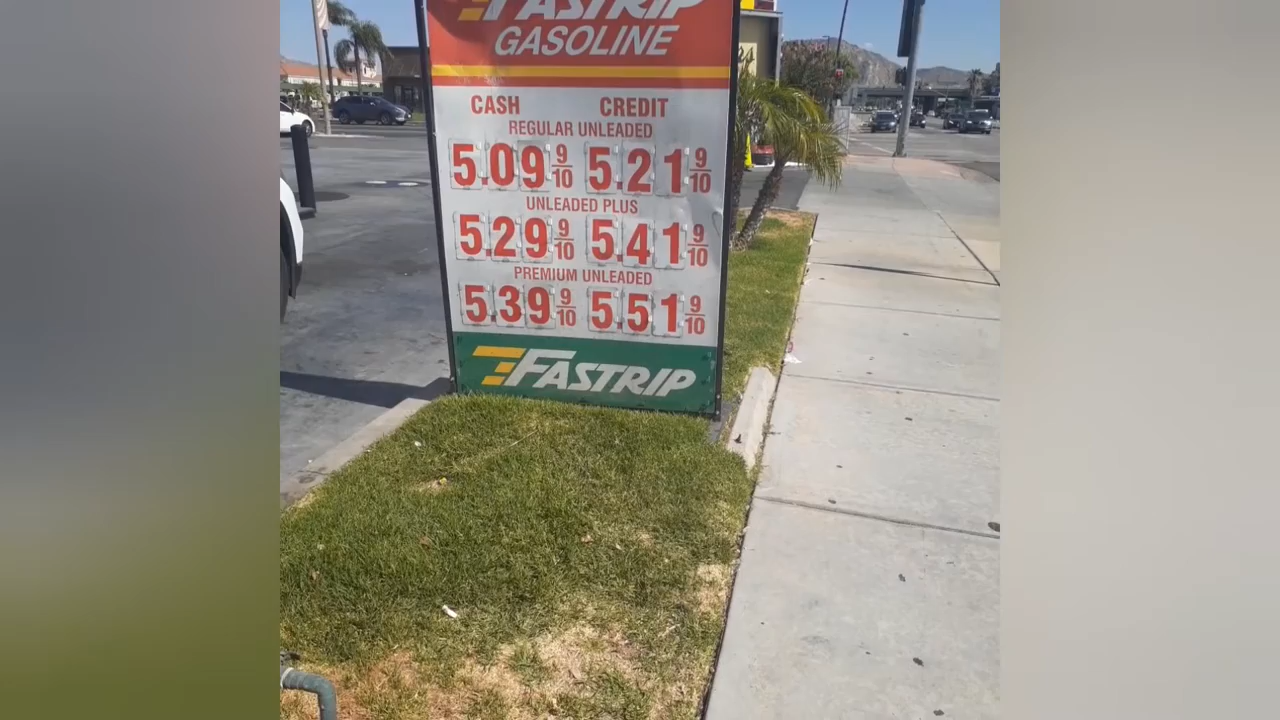 FASTRIP
GASOLINE
CASH CREDIT
REGULAR UNLEADED
5.09 9/10 5.21 9/10
UNLEADED PLUS
5.29 9/10 5.41 9/10
PREMIUM UNLEADED
5.39 9/10 5.51 9/10
FASTRIP